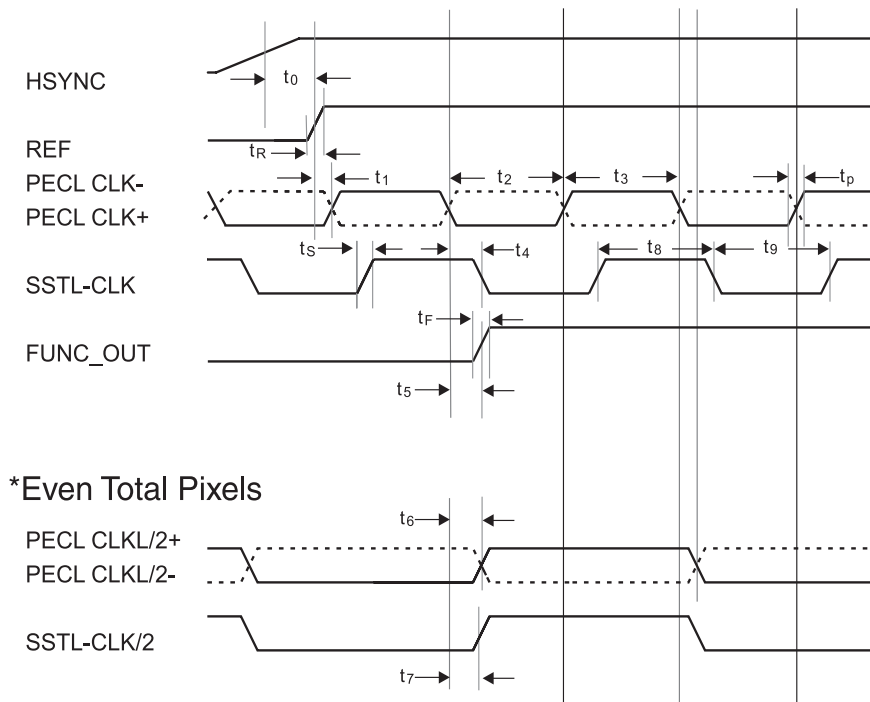 HSYNC
t0
REF
tR
PECL CLK-
t1
t2
t3
tp
PECL CLK+
tS
t4
t8
t9
SSTL-CLK
tF
FUNC_OUT
t5
*Even Total Pixels
t6
PECL CLKL/2+
PECL CLKL/2-
SSTL-CLK/2
t7